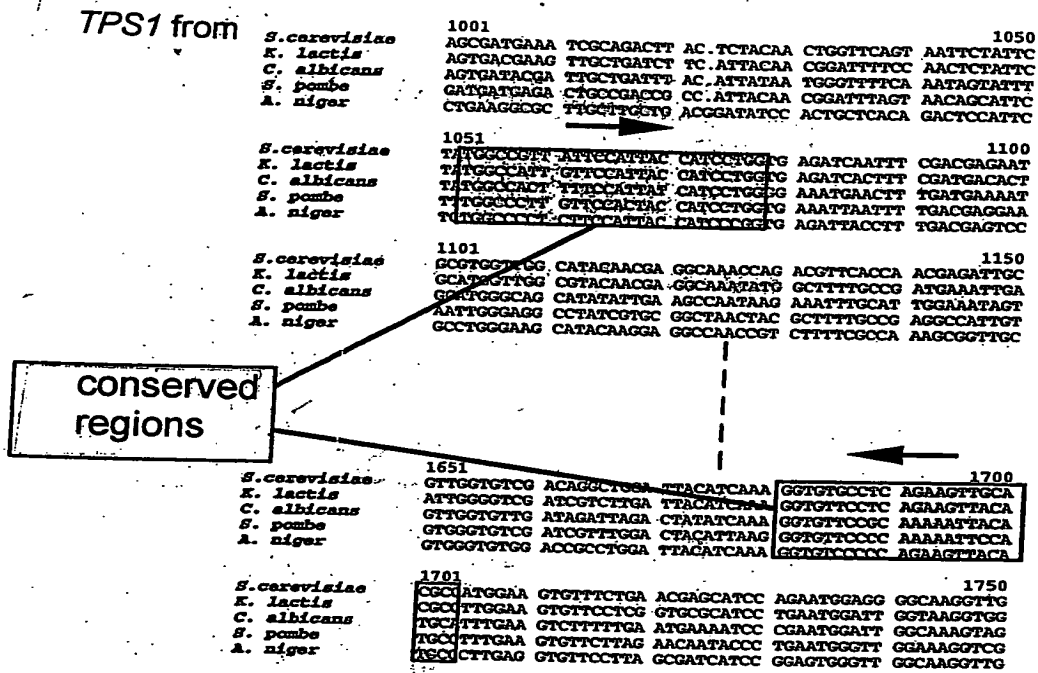 TPS1 from
1001 1050
S.cerevisiae AGCGATGAAA TCGCAGACTT AC.TCTACAA CTGGTTCAGT AATTCTATTC
K. lactis AGTGACGAAG TTGCTGATCT TC.ATTACAA CGGATTTTCC AACTCTATTC
C. albicans AGTGATACGA TTGCTGATTT AC.ATTATAA TGGGTTTTCA AATAGTATTT
S. pombe GATGATGAGA CTGCCGACCG CC.ATTACAA CGGATTTAGT AACAGCATTC
A. niger CTGAAGGCGC TTGCTTGGTG ACGGATATCC ACTGCTCACA GACTCCATTC
1051 1100
S.cerevisiae TATGGCCGTT ATTCCATTAC CATCCTGGTG AGATCAATTT CGACGAGAAT
K. lactis TATGGCCATT GTTCCATTAC CATCCTGGTG AGATCACTTT CGATGACACT
C. albicans TATGGCCACT TTTCCATTAT CATCCTGGGG AAATGAACTT TGATGAAAAT
S. pombe TTTGGCCCTT GTTCCACTAC CATCCTGGTG AAATTAATTT TGACGAGGAA
A. niger TCTGGCCCCT CTTCCATTAC CATCCCGGTG AGATTACCTT TGACGAGTCC
1101 1150
S.cerevisiae GCGTGGTTGG CATACAACGA GGCAAACCAG ACGTTCACCA ACGAGATTGC
K. lactis GCATGGTTGG CGTACAACGA GGCAAATATG GCTTTTGCCG ATGAAATTGA
C. albicans GCATGGGCAG CATATATTGA AGCCAATAAG AAATTTGCAT TGGAAATAGT
S. pombe AATTGGGAGG CCTATCGTGC GGCTAACTAC GCTTTTGCCG AGGCCATTGT
A. niger GCCTGGGAAG CATACAAGGA GGCCAACCGT CTTTTCGCCA AAGCGGTTGC
conserved
regions
1651 1700
S.cerevisiae GTTGGTGTCG ACAGGCTGGA TTACATCAAA GGTGTGCCTC AGAAGTTGCA
K. lactis ATTGGGGTCG ATCGTCTTGA TTACATCAAA GGTGTTCCTC AGAAGTTACA
C. albicans GTTGGTGTTG ATAGATTAGA CTATATCAAA GGTGTTCCGC AAAAATTACA
S. pombe GTGGGTGTCG ATCGTTTGGA CTACATTAAG GGTGTTCCCC AAAAATTCCA
A. niger GTGGGTGTGG ACCGCCTGGA TTACATCAAA GGTGTCCCCC AGAAGTTACA
1701 1750
S.cerevisiae CGCCATGGAA GTGTTTCTGA ACGAGCATCC AGAATGGAGG GGCAAGGTTG
K. lactis CGCCTTGGAA GTGTTCCTCG GTGCGCATCC TGAATGGATT GGTAAGGTGG
C. albicans TGCATTTGAA GTCTTTTTGA ATGAAAATCC CGAATGGATT GGCAAAGTAG
S. pombe TGCCTTTGAA GTGTTCTTAG AACAATACCC TGAATGGGTT GGAAAGGTCG
A. niger TGCCCTTGAG GTGTTCCTTA GCGATCATCC GGAGTGGGTT GGCAAGGTTG